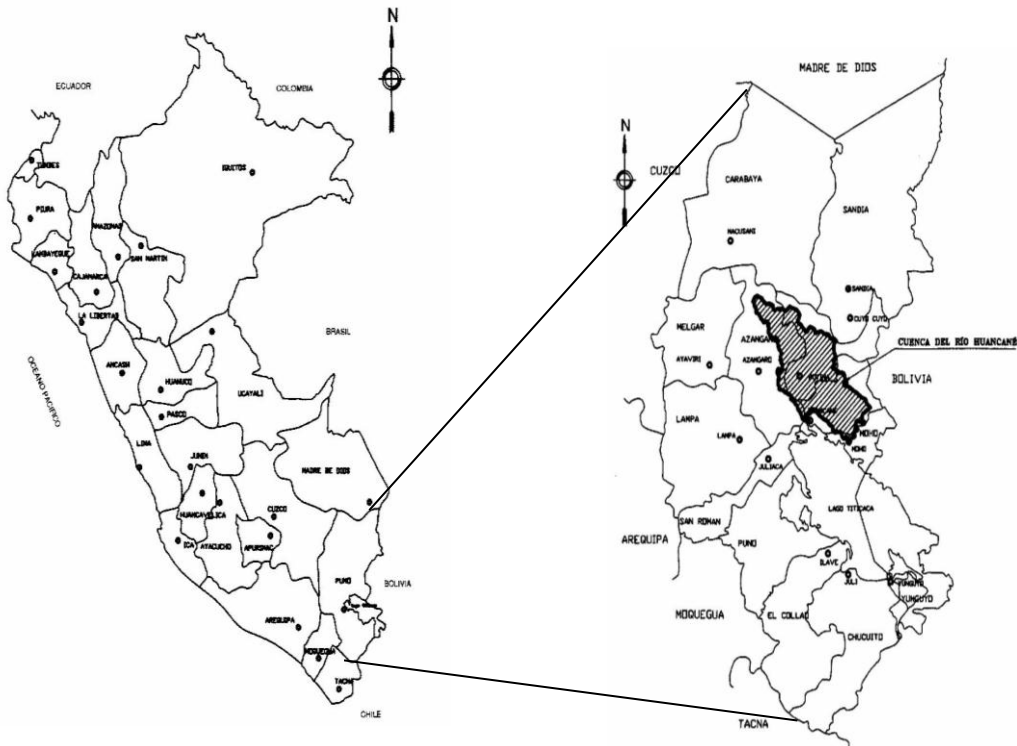 N
ECUADOR
COLOMBIA
TUMBES
IQUITOS
PIURA
AMAZONAS
LAMBAYEQUE
SAN MARTIN
CAJAMARCA
LA LIBERTAD
BRASIL
ANCASH
OCEANO PACIFICO
HUANUCO
UCAYALI
PASCO
LIMA
JUNIN
MADRE DE DIOS
HUANCAVELICA
CUZCO
ICA
AYACUCHO
APURIMAC
PUNO
BOLIVIA
AREQUIPA
MOQUEGUA
TACNA
CHILE
MADRE DE DIOS
N
CUZCO
CARABAYA
SANDIA
MACUSANI
SANDIA
CUYO CUYO
MELGAR
AZANGARO
CUENCA DEL RÍO HUANCANÉ
AYAVIRI
AZANGARO
BOLIVIA
LAMPA
MOHO
LAMPA
MOHO
JULIACA
LAGO TITICACA
SAN ROMAN
AREQUIPA
PUNO
ILAVE
JULI
YUNGUYO
YUNGUYO
MOQUEGUA
EL COLLAO
CHUCUITO
TACNA